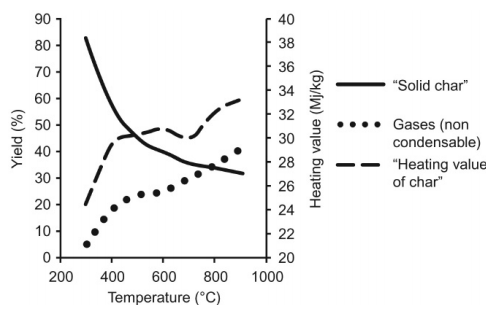 90
80
70
60
50
40
30
20
10
0
Yield (%)
40
38
36
34
32
30
28
26
24
22
20
Heating value (Mj/kg)
200 400 600 800 1000
Temperature (°C)
“Solid char”
Gases (non
condensable)
“Heating value
of char”